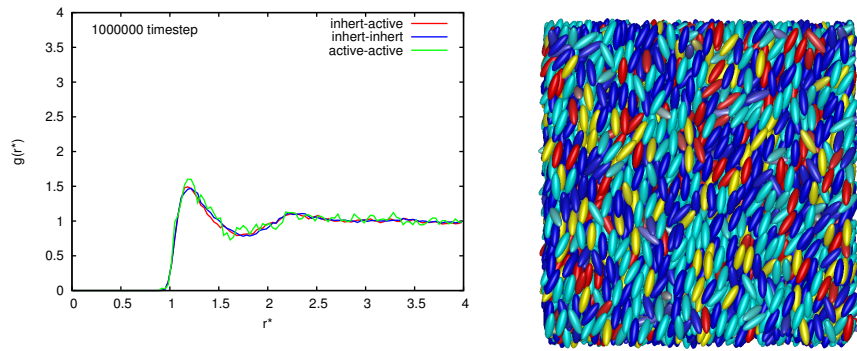 4
3.5
3
2.5
2
1.5
1
0.5
0
g(r*)
1000000 timestep
inhert-active
inhert-inhert
active-active
0 0.5 1 1.5 2 2.5 3 3.5 4
r*